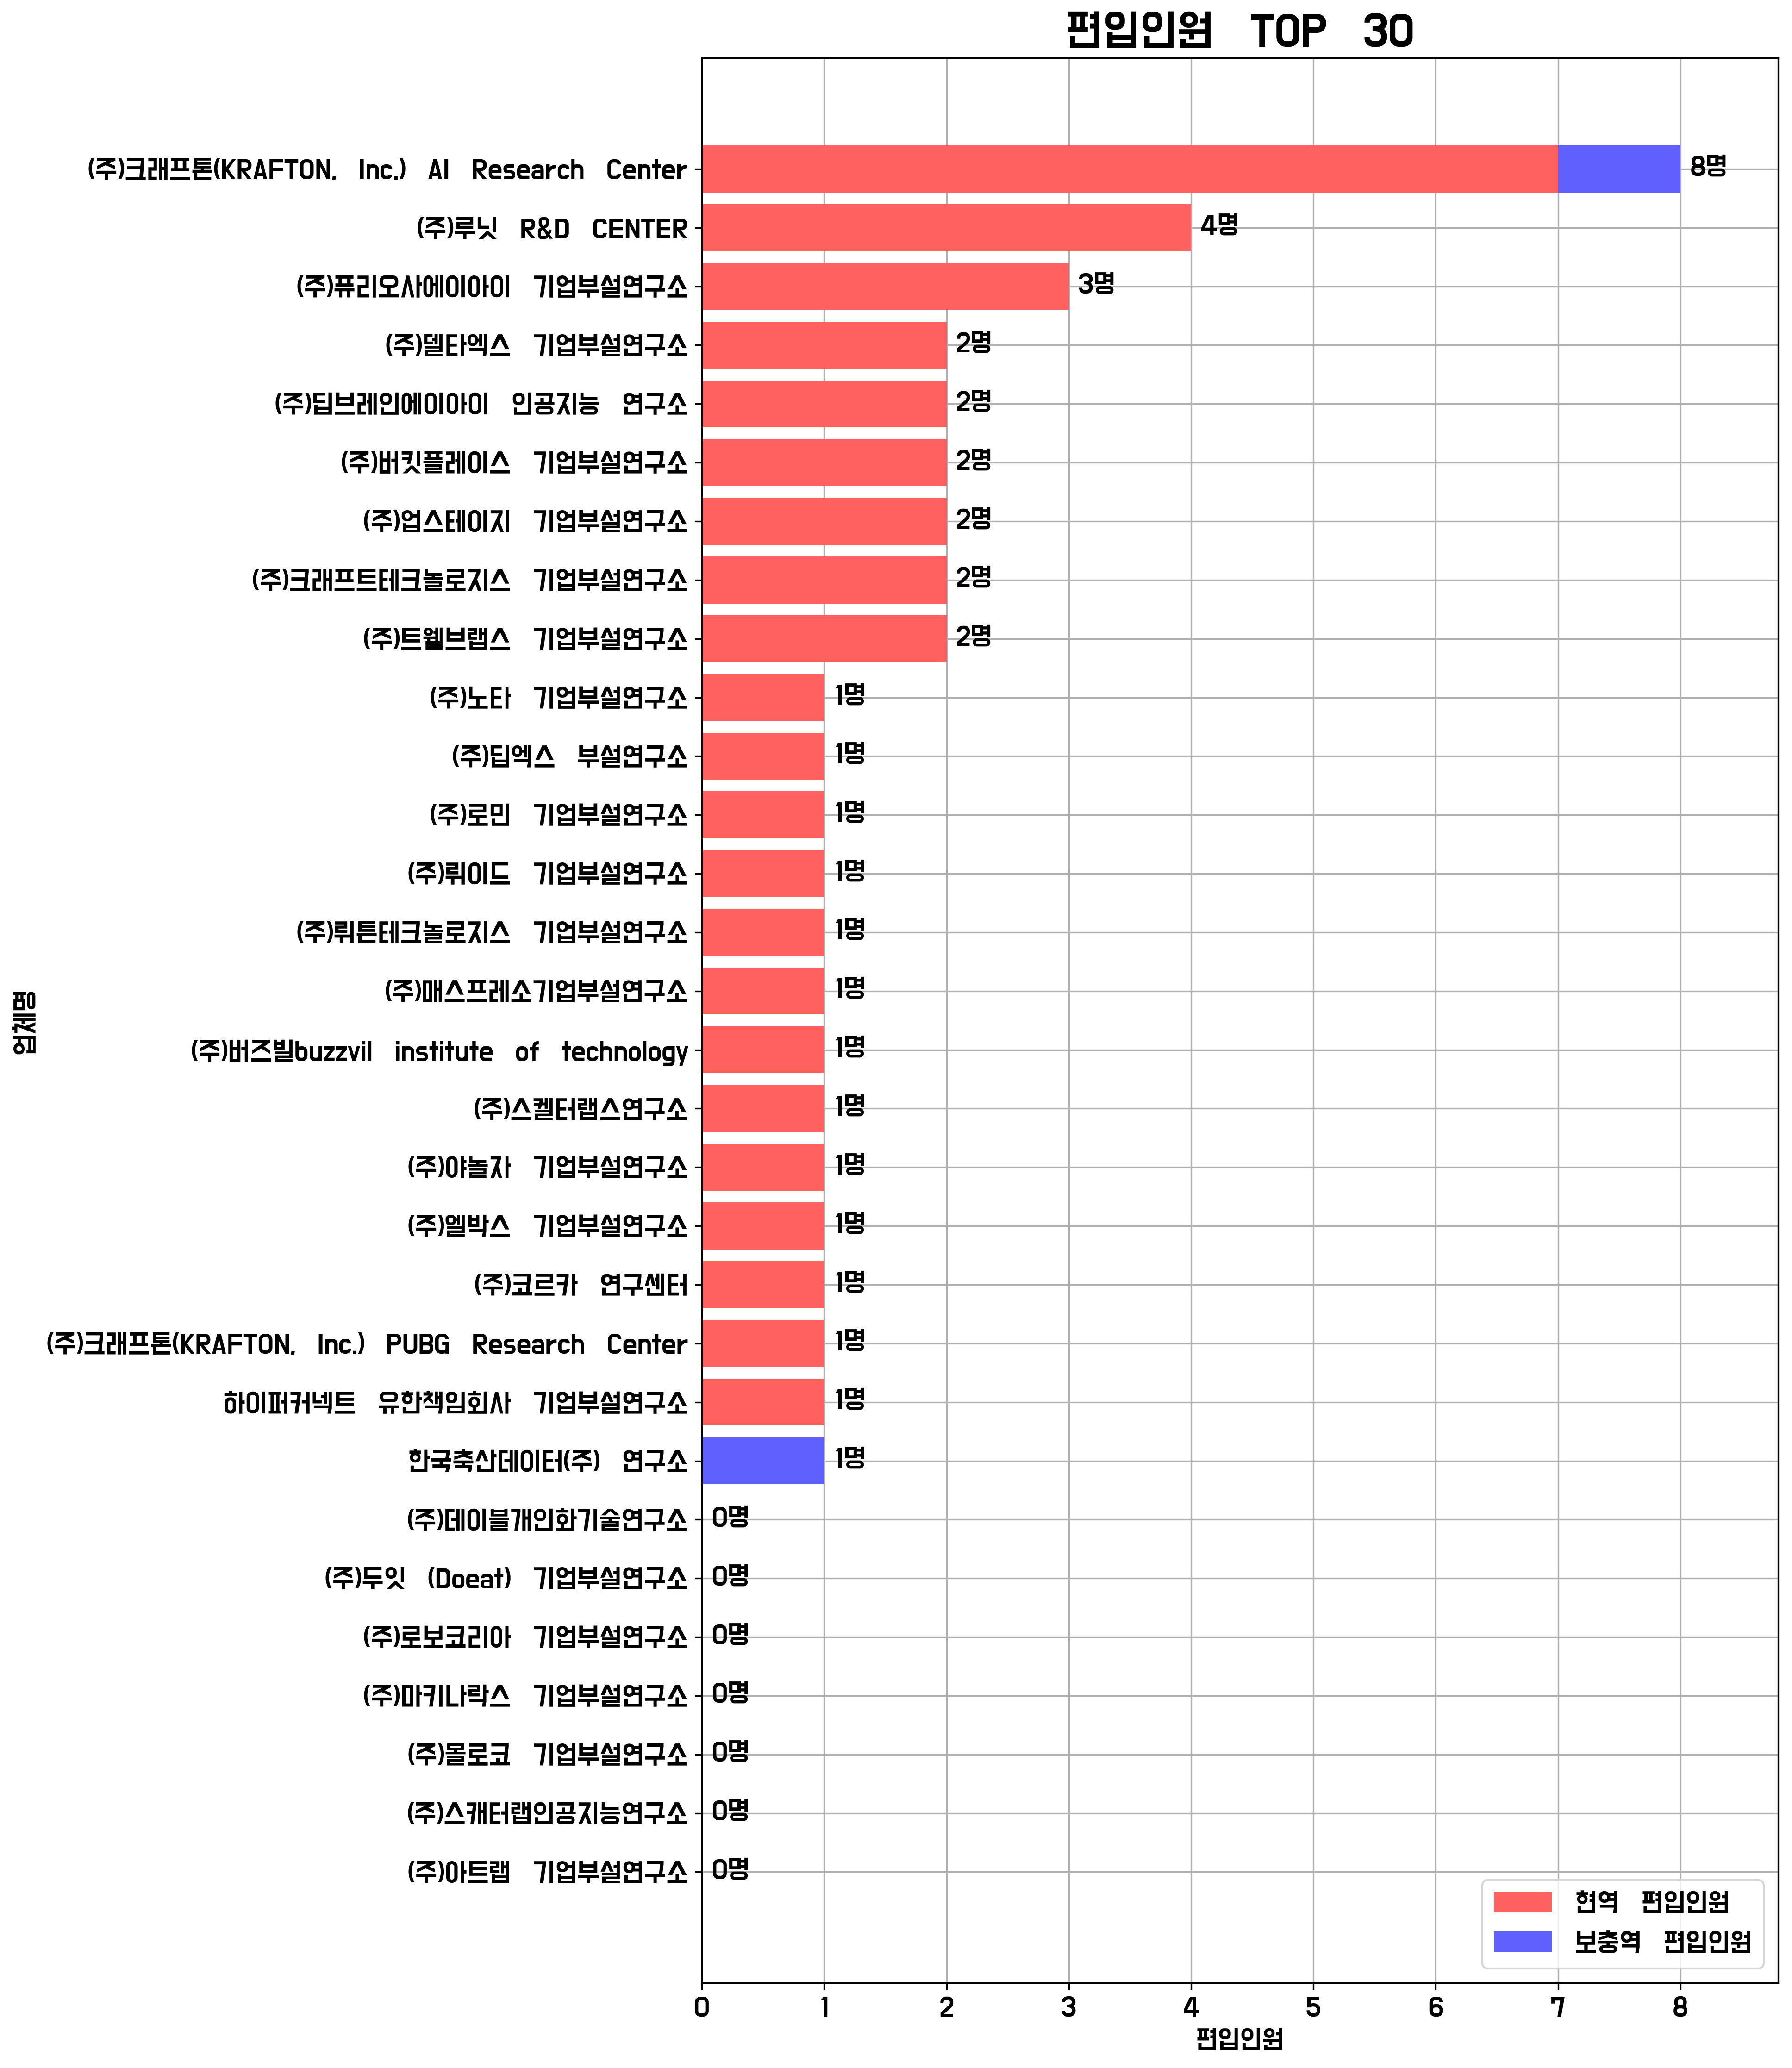 편입인원 TOP 30
(주)크래프톤(KRAFTON, Inc.) AI Research Center 8명
(주)루닛 R&D CENTER 4명
(주)퓨리오사에이아이 기업부설연구소 3명
(주)델타엑스 기업부설연구소 2명
(주)딥브레인에이아이 인공지능 연구소 2명
(주)버킷플레이스 기업부설연구소 2명
(주)업스테이지 기업부설연구소 2명
(주)크래프트테크놀로지스 기업부설연구소 2명
(주)트웰브랩스 기업부설연구소 2명
(주)노타 기업부설연구소 1명
(주)딥엑스 부설연구소 1명
(주)로민 기업부설연구소 1명
(주)뤼이드 기업부설연구소 1명
(주)뤼튼테크놀로지스 기업부설연구소 1명
(주)매스프레소기업부설연구소 1명
(주)버즈빌buzzvil institute of technology 1명
(주)스켈터랩스연구소 1명
(주)야놀자 기업부설연구소 1명
(주)엘박스 기업부설연구소 1명
(주)코르카 연구센터 1명
(주)크래프톤(KRAFTON, Inc.) PUBG Research Center 1명
하이퍼커넥트 유한책임회사 기업부설연구소 1명
한국축산데이터(주) 연구소 1명
(주)데이블개인화기술연구소 0명
(주)두잇 (Doeat) 기업부설연구소 0명
(주)로보코리아 기업부설연구소 0명
(주)마키나락스 기업부설연구소 0명
(주)몰로코 기업부설연구소 0명
(주)스캐터랩인공지능연구소 0명
(주)아트랩 기업부설연구소 0명
업체명
현역 편입인원
보충역 편입인원
0 1 2 3 4 5 6 7 8
편입인원